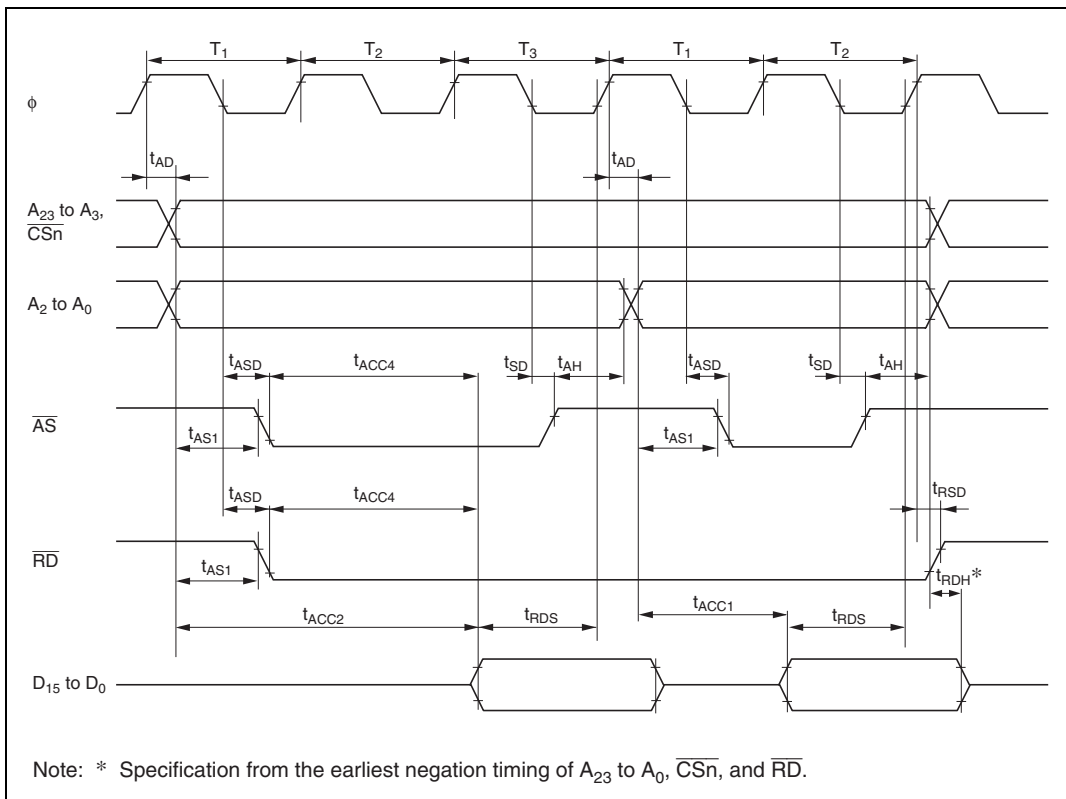 T1 T2 T3 T1 T2
ϕ
tAD tAD
A23 to A3,
CSn
A2 to A0
tASD tACC4 tSD tAH tASD tSD tAH
AS
tAS1 tAS1
tASD tACC4 tRSD
RD
tAS1 tRDH*
tACC2 tRDS tACC1 tRDS
D15 to D0
Note: * Specification from the earliest negation timing of A23 to A0, CSn, and RD.